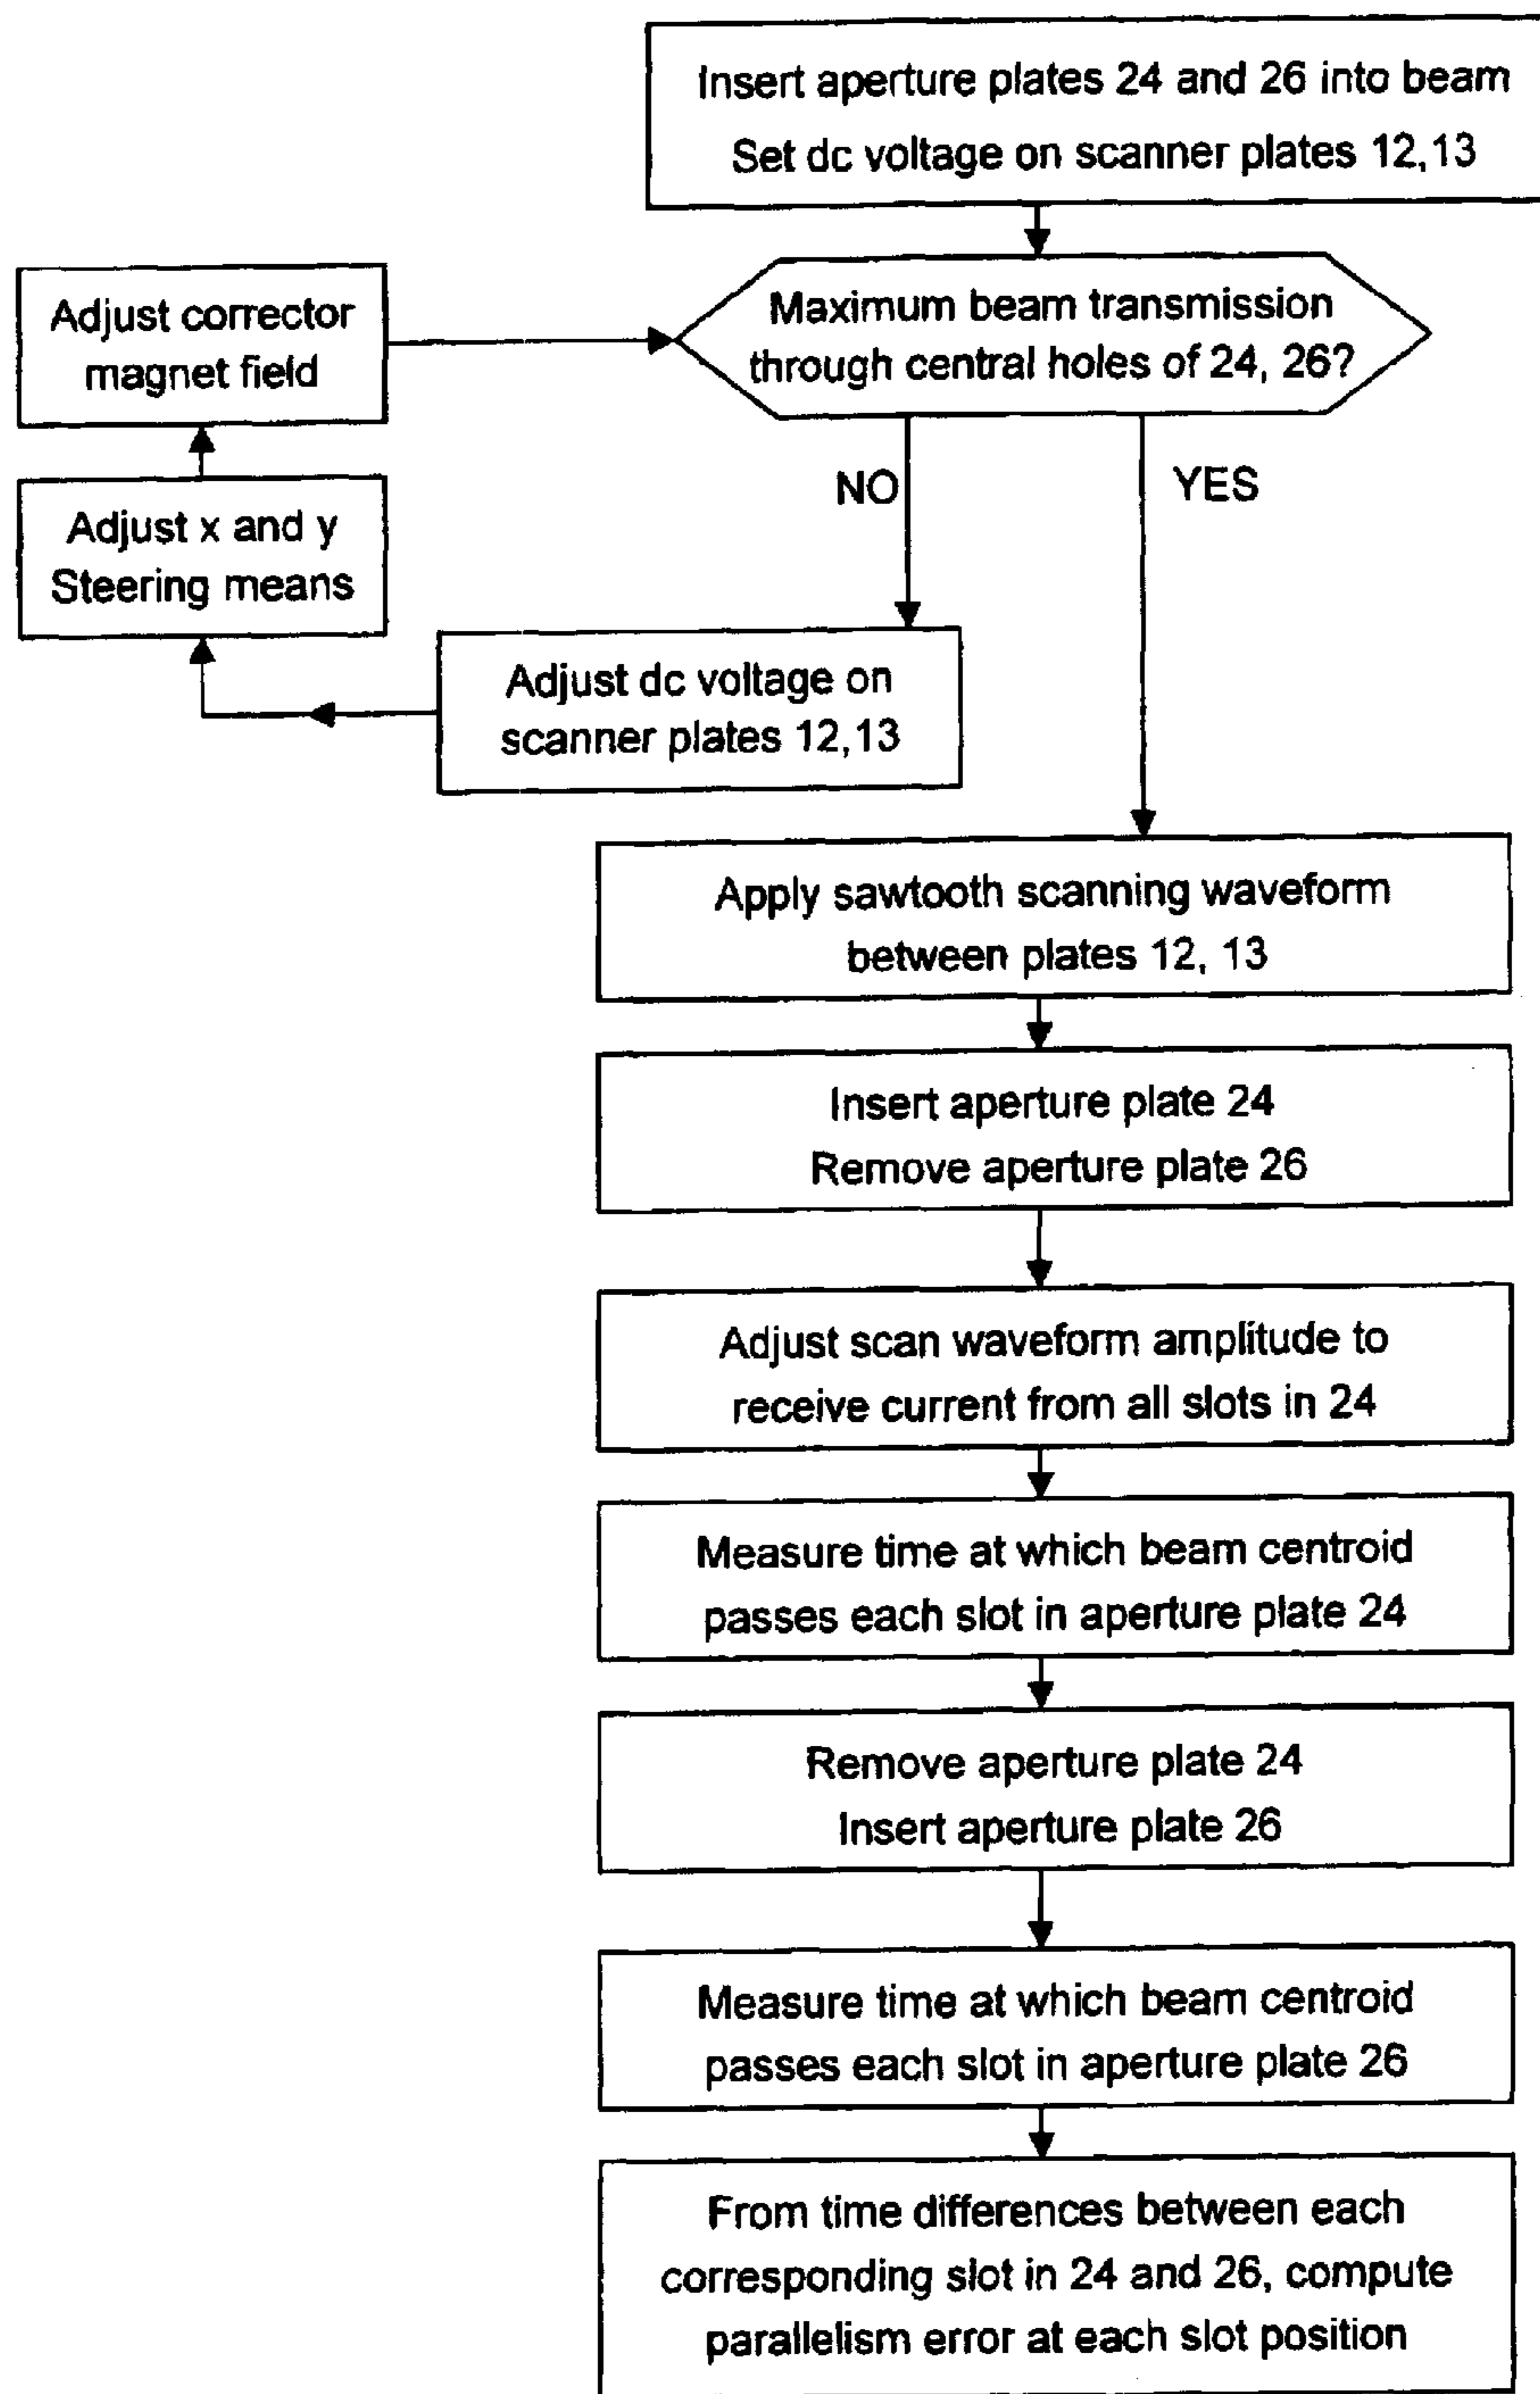 Insert aperture plates 24 and 26 into beam
Set dc voltage on scanner plates 12,13
Maximum beam transmission
through central holes of 24, 26?
Adjust corrector
magnet field
NO
YES
Adjust x and y
Steering means
Adjust dc voltage on
scanner plates 12,13
Apply sawtooth scanning waveform
between plates 12, 13
Insert aperture plate 24
Remove aperture plate 26
Adjust scan waveform amplitude to
receive current from all slots in 24
Measure time at which beam centroid
passes each slot in aperture plate 24
Remove aperture plate 24
Insert aperture plate 26
Measure time at which beam centroid
passes each slot in aperture plate 26
From time differences between each
corresponding slot in 24 and 26, compute
parallelism error at each slot position